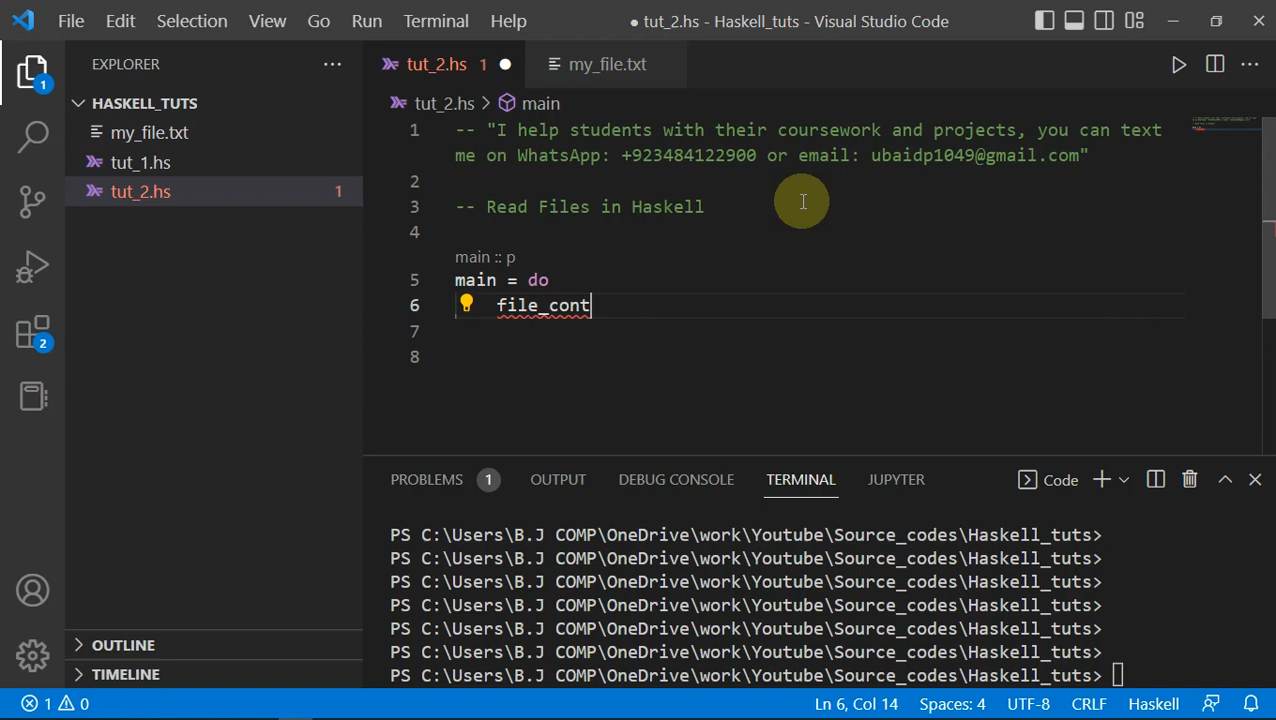 File Edit Selection View Go Run Terminal Help ● tut_2.hs - Haskell_tuts - Visual Studio Code
EXPLORER
HASKELL_TUTS
my_file.txt
tut_1.hs
tut_2.hs 1
OUTLINE
TIMELINE
1
2
tut_2.hs 1
my_file.txt
tut_2.hs > main
1 -- "I help students with their coursework and projects, you can text
me on WhatsApp: +923484122900 or email: ubaidp1049@gmail.com"
2
3 -- Read Files in Haskell
4
main :: p
5 main = do
6 file_cont
7
8
PROBLEMS 1 OUTPUT DEBUG CONSOLE TERMINAL JUPYTER Code
PS C:\Users\B.J COMP\OneDrive\work\Youtube\Source_codes\Haskell_tuts>
PS C:\Users\B.J COMP\OneDrive\work\Youtube\Source_codes\Haskell_tuts>
PS C:\Users\B.J COMP\OneDrive\work\Youtube\Source_codes\Haskell_tuts>
PS C:\Users\B.J COMP\OneDrive\work\Youtube\Source_codes\Haskell_tuts>
PS C:\Users\B.J COMP\OneDrive\work\Youtube\Source_codes\Haskell_tuts>
PS C:\Users\B.J COMP\OneDrive\work\Youtube\Source_codes\Haskell_tuts>
PS C:\Users\B.J COMP\OneDrive\work\Youtube\Source_codes\Haskell_tuts>
1 0 Ln 6, Col 14 Spaces: 4 UTF-8 CRLF Haskell